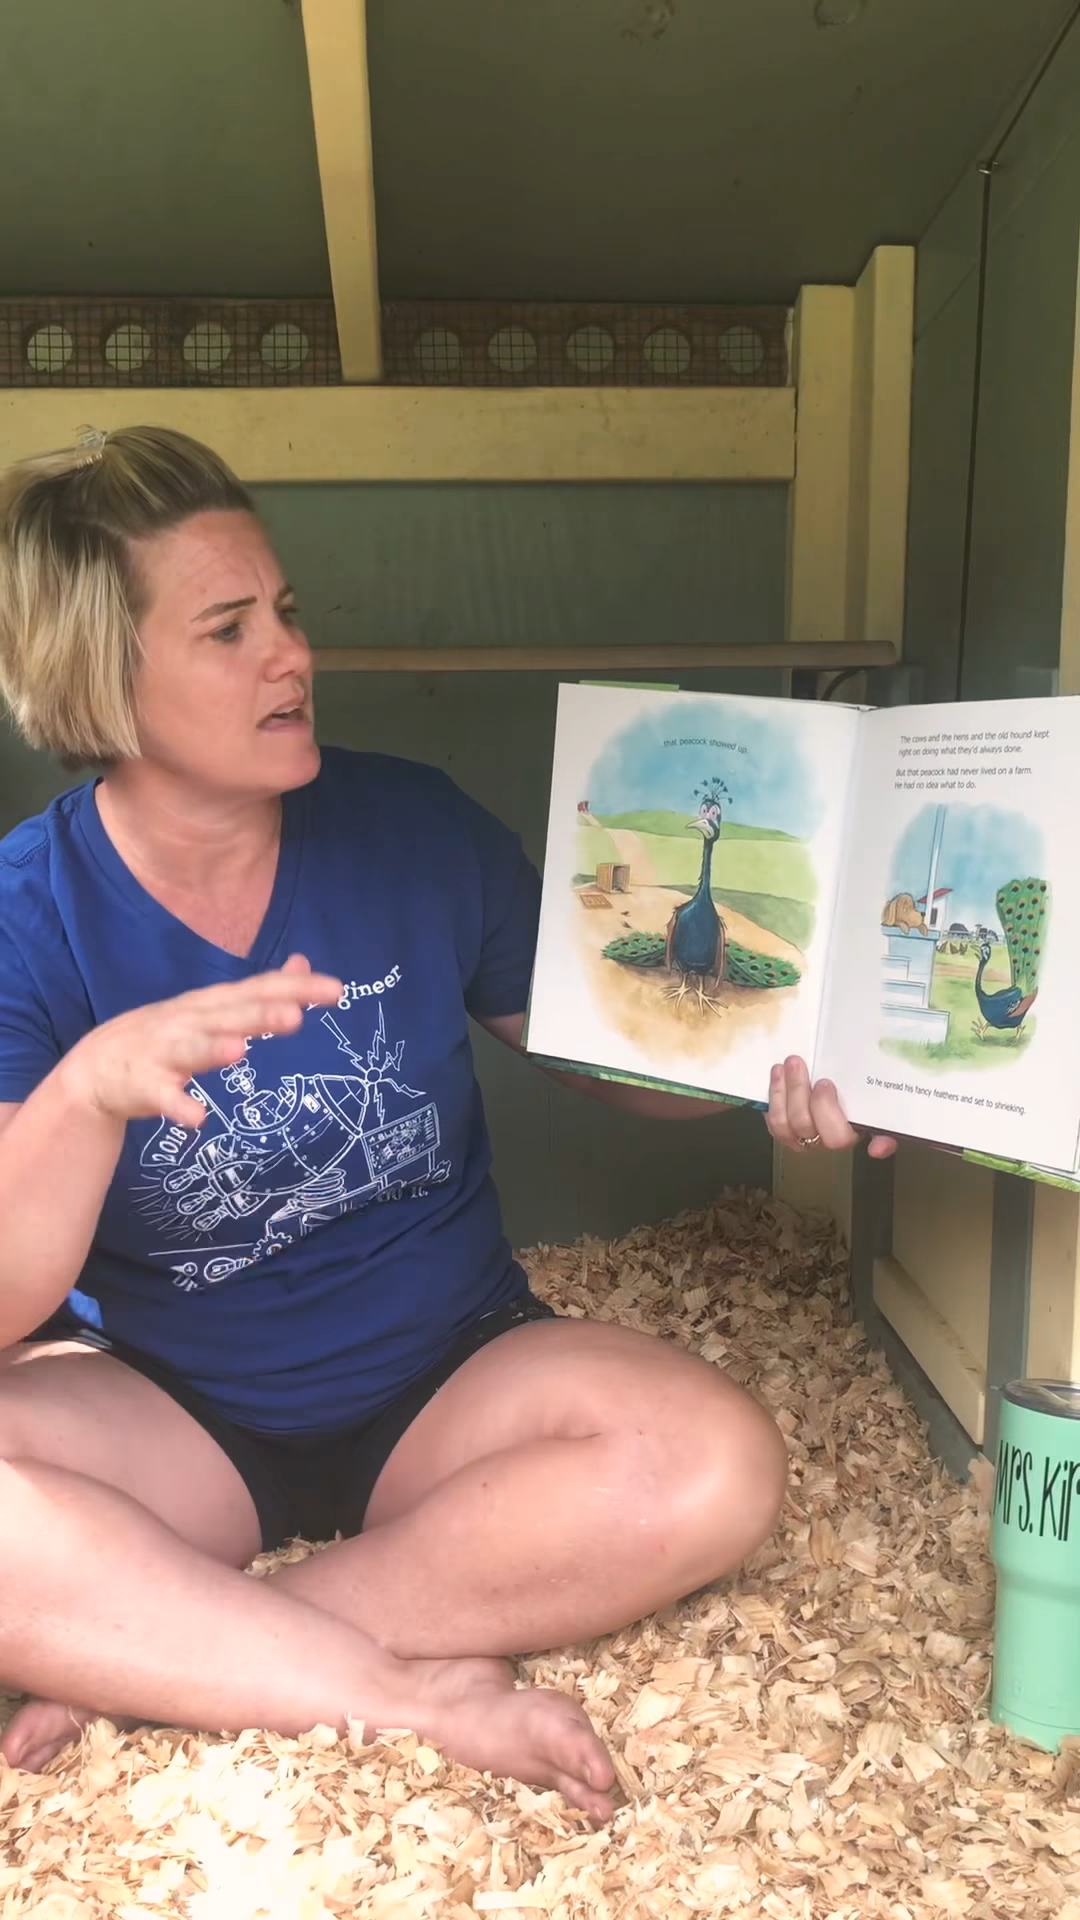 that peacock showed up.
The cows and the hens and the old hound kept
right on doing what they'd always done.
But that peacock had never lived on a farm.
He had no idea what to do.
So he spread his fancy feathers and set to shrieking.
gineer
2018
BLUEPRINT
Mrs. Kir